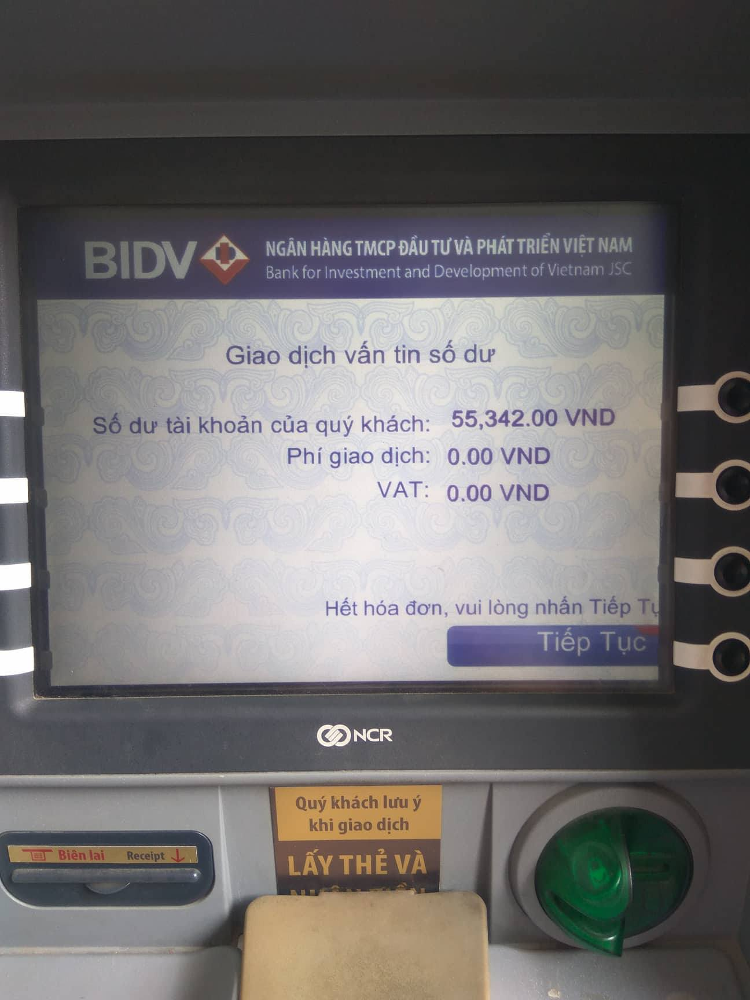 BIDV
NGÂN HÀNG TMCP ĐẦU TƯ VÀ PHÁT TRIỂN VIỆT NAM
Bank for Investment and Development of Vietnam JSC
Giao dịch vấn tin số dư
Số dư tài khoản của quý khách: 55,342.00 VND
Phí giao dịch: 0.00 VND
VAT: 0.00 VND
Hết hóa đơn, vui lòng nhấn Tiếp
Tiếp Tục
NCR
Quý khách lưu ý
khi giao dịch
LẤY THẺ VÀ
Biên lai Receipt